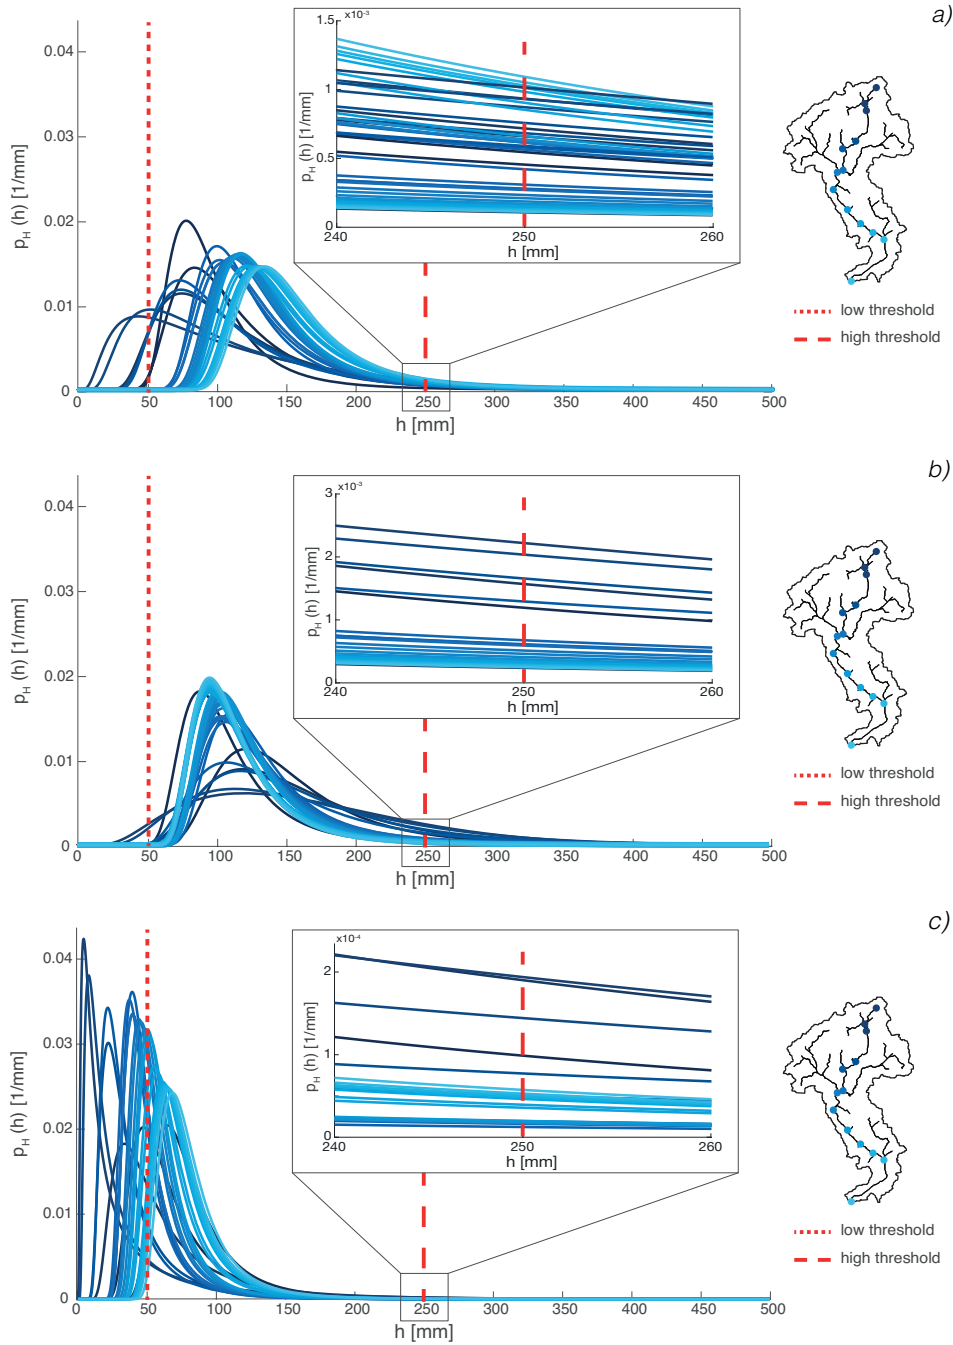 a)
p_H (h) [1/mm]
0.04
0.03
0.02
0.01
0
0 50 100 150 200 250 300 350 400 450 500
h [mm]
x10⁻³
1.5
1
0.5
0
p_H (h) [1/mm]
240 250 260
h [mm]
low threshold
high threshold
b)
p_H (h) [1/mm]
0.04
0.03
0.02
0.01
0
0 50 100 150 200 250 300 350 400 450 500
h [mm]
x10⁻³
3
2
1
0
p_H (h) [1/mm]
240 250 260
h [mm]
low threshold
high threshold
c)
p_H (h) [1/mm]
0.04
0.03
0.02
0.01
0
0 50 100 150 200 250 300 350 400 450 500
h [mm]
x10⁻⁴
2
1
0
p_H (h) [1/mm]
240 250 260
h [mm]
low threshold
high threshold